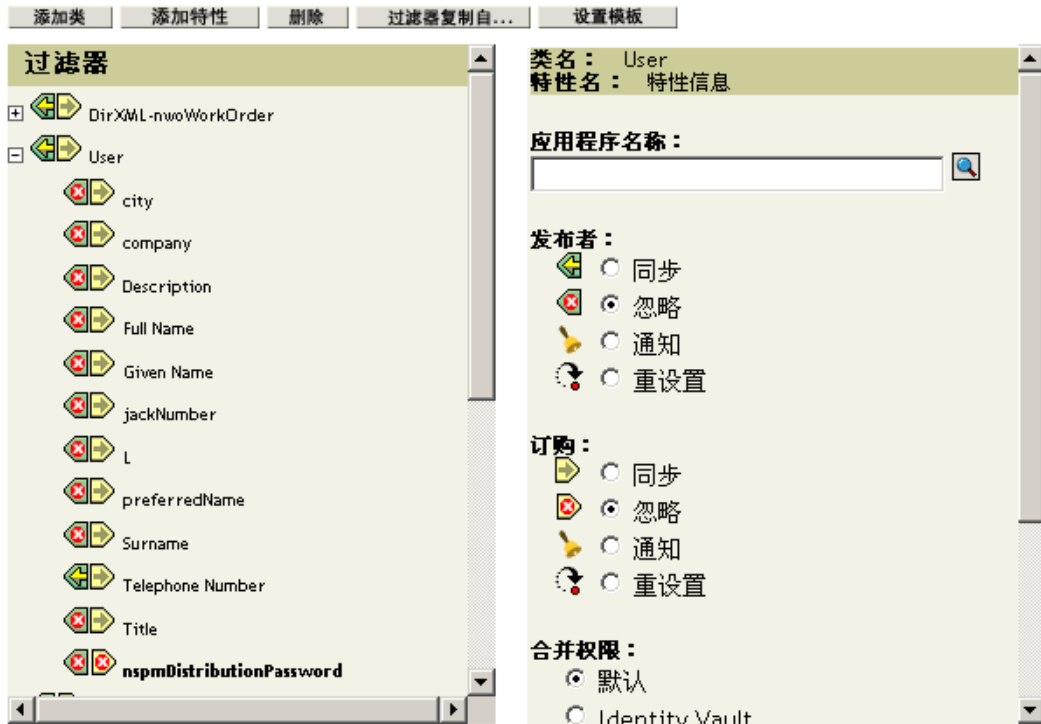 添加类 添加特性 删除 过滤器复制自... 设置模板
过滤器
DirXML-nwoWorkOrder
User
city
company
Description
Full Name
Given Name
jackNumber
L
preferredName
Surname
Telephone Number
Title
nspmDistributionPassword
类名： User
特性名： 特性信息
应用程序名称：
发布者：
同步
忽略
通知
重设置
订购：
同步
忽略
通知
重设置
合并权限：
默认
Identity Vault